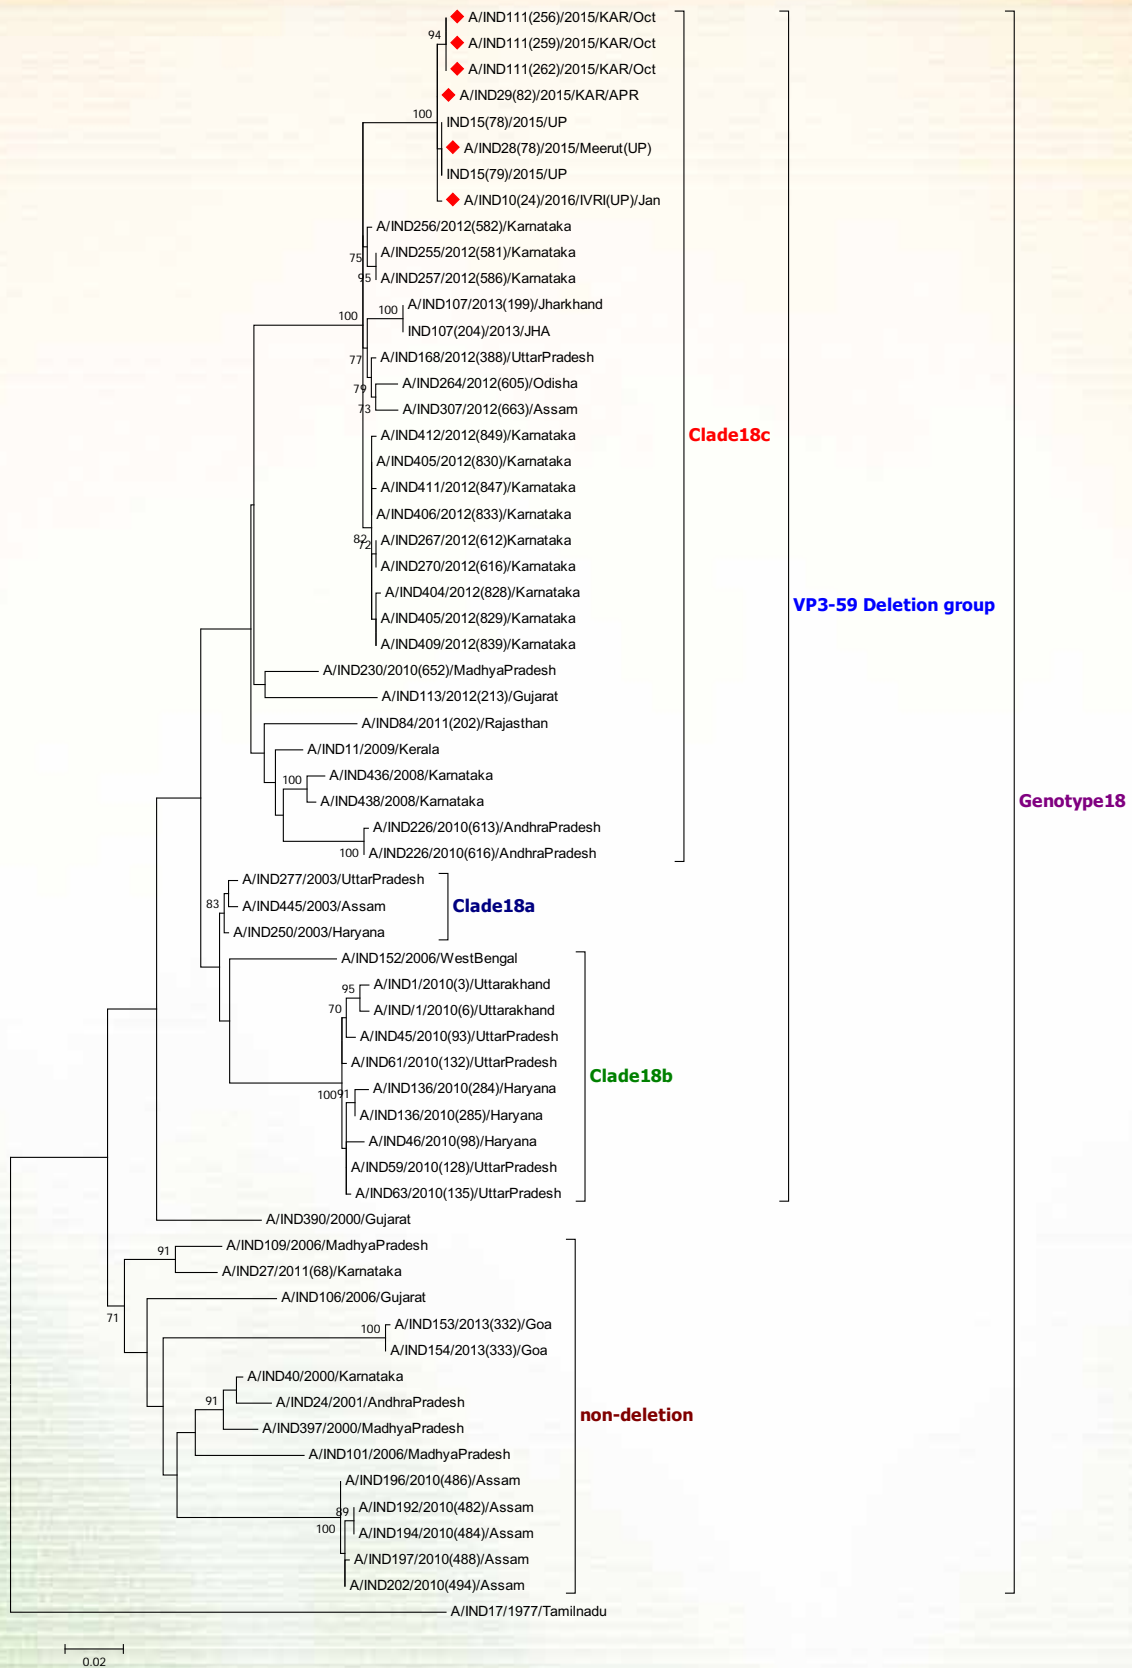 A/IND111(256)/2015/KAR/Oct
94
A/IND111(259)/2015/KAR/Oct
A/IND111(262)/2015/KAR/Oct
A/IND29(82)/2015/KAR/APR
100
IND15(78)/2015/UP
A/IND28(78)/2015/Meerut(UP)
IND15(79)/2015/UP
A/IND10(24)/2016/IVRI(UP)/Jan
A/IND256/2012(582)/Karnataka
75
A/IND255/2012(581)/Karnataka
95
A/IND257/2012(586)/Karnataka
100
A/IND107/2013(199)/Jharkhand
100
IND107(204)/2013/JHA
77
A/IND168/2012(388)/UttarPradesh
79
A/IND264/2012(605)/Odisha
73
A/IND307/2012(663)/Assam
Clade18c
A/IND412/2012(849)/Karnataka
A/IND405/2012(830)/Karnataka
A/IND411/2012(847)/Karnataka
A/IND406/2012(833)/Karnataka
82
72
A/IND267/2012(612)Karnataka
A/IND270/2012(616)/Karnataka
A/IND404/2012(828)/Karnataka
VP3-59 Deletion group
A/IND405/2012(829)/Karnataka
A/IND409/2012(839)/Karnataka
A/IND230/2010(652)/MadhyaPradesh
A/IND113/2012(213)/Gujarat
A/IND84/2011(202)/Rajasthan
A/IND11/2009/Kerala
100
A/IND436/2008/Karnataka
A/IND438/2008/Karnataka
Genotype18
A/IND226/2010(613)/AndhraPradesh
100
A/IND226/2010(616)/AndhraPradesh
A/IND277/2003/UttarPradesh
83
A/IND445/2003/Assam
Clade18a
A/IND250/2003/Haryana
A/IND152/2006/WestBengal
95
A/IND1/2010(3)/Uttarakhand
70
A/IND/1/2010(6)/Uttarakhand
A/IND45/2010(93)/UttarPradesh
A/IND61/2010(132)/UttarPradesh
Clade18b
100
91
A/IND136/2010(284)/Haryana
A/IND136/2010(285)/Haryana
A/IND46/2010(98)/Haryana
A/IND59/2010(128)/UttarPradesh
A/IND63/2010(135)/UttarPradesh
A/IND390/2000/Gujarat
91
A/IND109/2006/MadhyaPradesh
A/IND27/2011(68)/Karnataka
71
A/IND106/2006/Gujarat
100
A/IND153/2013(332)/Goa
A/IND154/2013(333)/Goa
A/IND40/2000/Karnataka
91
A/IND24/2001/AndhraPradesh
non-deletion
A/IND397/2000/MadhyaPradesh
A/IND101/2006/MadhyaPradesh
A/IND196/2010(486)/Assam
89
A/IND192/2010(482)/Assam
100
A/IND194/2010(484)/Assam
A/IND197/2010(488)/Assam
A/IND202/2010(494)/Assam
A/IND17/1977/Tamilnadu
0.02